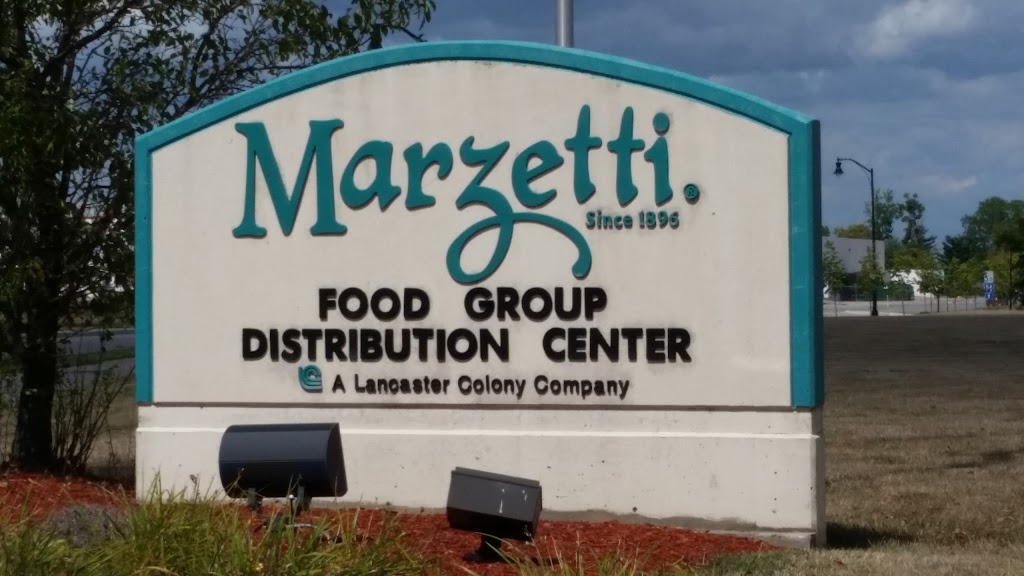 Marzetti®
Since 1896
FOOD GROUP
DISTRIBUTION CENTER
A Lancaster Colony Company